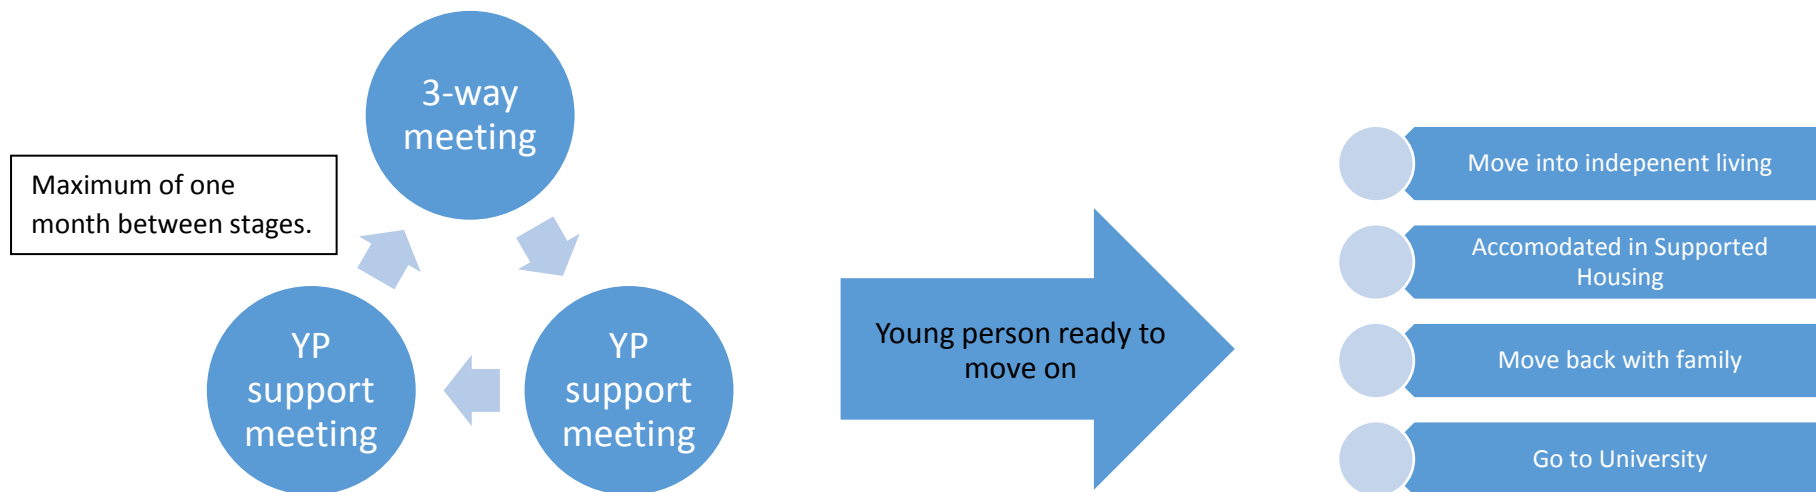 3-way
meeting
Maximum of one
month between stages.
YP
support
meeting
YP
support
meeting
Young person ready to
move on
Move into indepenent living
Accomodated in Supported
Housing
Move back with family
Go to University